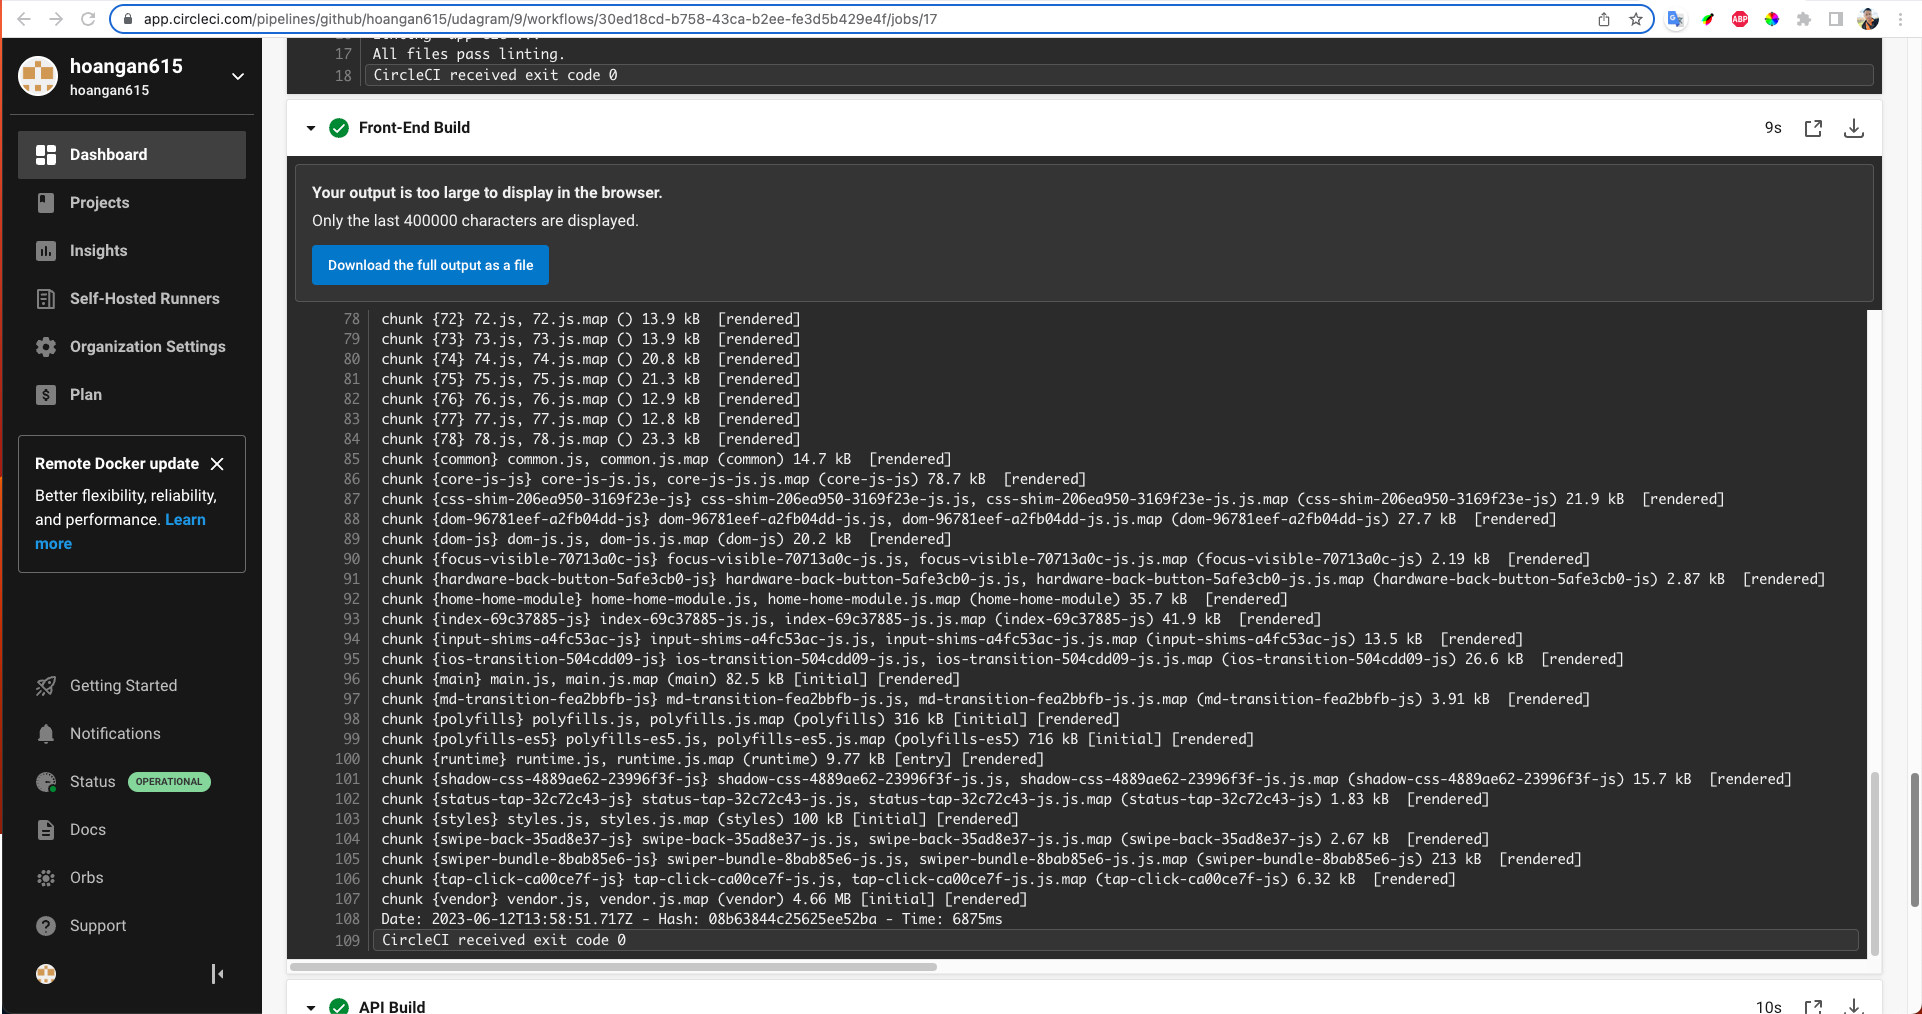 app.circleci.com/pipelines/github/hoangan615/udagram/9/workflows/30ed18cd-b758-43ca-b2ee-fe3d5b429e4f/jobs/17
ABP
hoangan615
hoangan615
Dashboard
Projects
Insights
Self-Hosted Runners
Organization Settings
Plan
Remote Docker update
Better flexibility, reliability,
and performance. Learn
more
Getting Started
Notifications
Status OPERATIONAL
Docs
Orbs
Support
17 All files pass linting.
18 CircleCI received exit code 0
Front-End Build 9s
Your output is too large to display in the browser.
Only the last 400000 characters are displayed.
Download the full output as a file
78 chunk {72} 72.js, 72.js.map () 13.9 kB [rendered]
79 chunk {73} 73.js, 73.js.map () 13.9 kB [rendered]
80 chunk {74} 74.js, 74.js.map () 20.8 kB [rendered]
81 chunk {75} 75.js, 75.js.map () 21.3 kB [rendered]
82 chunk {76} 76.js, 76.js.map () 12.9 kB [rendered]
83 chunk {77} 77.js, 77.js.map () 12.8 kB [rendered]
84 chunk {78} 78.js, 78.js.map () 23.3 kB [rendered]
85 chunk {common} common.js, common.js.map (common) 14.7 kB [rendered]
86 chunk {core-js-js} core-js-js.js, core-js-js.js.map (core-js-js) 78.7 kB [rendered]
87 chunk {css-shim-206ea950-3169f23e-js} css-shim-206ea950-3169f23e-js.js, css-shim-206ea950-3169f23e-js.js.map (css-shim-206ea950-3169f23e-js) 21.9 kB [rendered]
88 chunk {dom-96781eef-a2fb04dd-js} dom-96781eef-a2fb04dd-js.js, dom-96781eef-a2fb04dd-js.js.map (dom-96781eef-a2fb04dd-js) 27.7 kB [rendered]
89 chunk {dom-js} dom-js.js, dom-js.js.map (dom-js) 20.2 kB [rendered]
90 chunk {focus-visible-70713a0c-js} focus-visible-70713a0c-js.js, focus-visible-70713a0c-js.js.map (focus-visible-70713a0c-js) 2.19 kB [rendered]
91 chunk {hardware-back-button-5afe3cb0-js} hardware-back-button-5afe3cb0-js.js, hardware-back-button-5afe3cb0-js.js.map (hardware-back-button-5afe3cb0-js) 2.87 kB [rendered]
92 chunk {home-home-module} home-home-module.js, home-home-module.js.map (home-home-module) 35.7 kB [rendered]
93 chunk {index-69c37885-js} index-69c37885-js.js, index-69c37885-js.js.map (index-69c37885-js) 41.9 kB [rendered]
94 chunk {input-shims-a4fc53ac-js} input-shims-a4fc53ac-js.js, input-shims-a4fc53ac-js.js.map (input-shims-a4fc53ac-js) 13.5 kB [rendered]
95 chunk {ios-transition-504cdd09-js} ios-transition-504cdd09-js.js, ios-transition-504cdd09-js.js.map (ios-transition-504cdd09-js) 26.6 kB [rendered]
96 chunk {main} main.js, main.js.map (main) 82.5 kB [initial] [rendered]
97 chunk {md-transition-fea2bbfb-js} md-transition-fea2bbfb-js.js, md-transition-fea2bbfb-js.js.map (md-transition-fea2bbfb-js) 3.91 kB [rendered]
98 chunk {polyfills} polyfills.js, polyfills.js.map (polyfills) 316 kB [initial] [rendered]
99 chunk {polyfills-es5} polyfills-es5.js, polyfills-es5.js.map (polyfills-es5) 716 kB [initial] [rendered]
100 chunk {runtime} runtime.js, runtime.js.map (runtime) 9.77 kB [entry] [rendered]
101 chunk {shadow-css-4889ae62-23996f3f-js} shadow-css-4889ae62-23996f3f-js.js, shadow-css-4889ae62-23996f3f-js.js.map (shadow-css-4889ae62-23996f3f-js) 15.7 kB [rendered]
102 chunk {status-tap-32c72c43-js} status-tap-32c72c43-js.js, status-tap-32c72c43-js.js.map (status-tap-32c72c43-js) 1.83 kB [rendered]
103 chunk {styles} styles.js, styles.js.map (styles) 100 kB [initial] [rendered]
104 chunk {swipe-back-35ad8e37-js} swipe-back-35ad8e37-js.js, swipe-back-35ad8e37-js.js.map (swipe-back-35ad8e37-js) 2.67 kB [rendered]
105 chunk {swiper-bundle-8bab85e6-js} swiper-bundle-8bab85e6-js.js, swiper-bundle-8bab85e6-js.js.map (swiper-bundle-8bab85e6-js) 213 kB [rendered]
106 chunk {tap-click-ca00ce7f-js} tap-click-ca00ce7f-js.js, tap-click-ca00ce7f-js.js.map (tap-click-ca00ce7f-js) 6.32 kB [rendered]
107 chunk {vendor} vendor.js, vendor.js.map (vendor) 4.66 MB [initial] [rendered]
108 Date: 2023-06-12T13:58:51.717Z - Hash: 08b63844c25625ee52ba - Time: 6875ms
109 CircleCI received exit code 0
API Build 10s